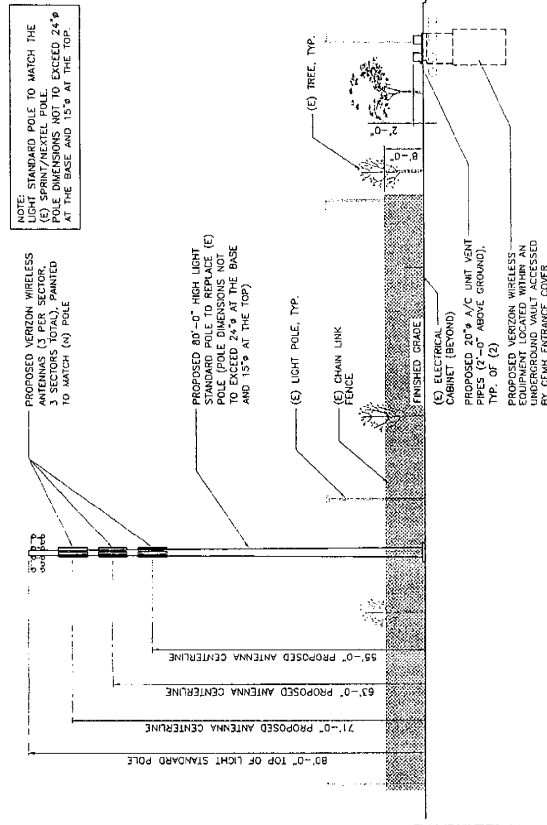 NOTE:
LIGHT STANDARD POLE TO MATCH THE
(E) SPRINT/NEXTEL POLE.
POLE DIMENSIONS NOT TO EXCEED 24"ø
AT THE BASE AND 15"ø AT THE TOP.
PROPOSED VERIZON WIRELESS
ANTENNAS (3 PER SECTOR,
3 SECTORS TOTAL), PAINTED
TO MATCH (N) POLE
PROPOSED 80'-0" HIGH LIGHT
STANDARD POLE TO REPLACE (E)
POLE (POLE DIMENSIONS NOT
TO EXCEED 24"ø AT THE BASE
AND 15"ø AT THE TOP)
(E) LIGHT POLE, TYP.
(E) CHAIN LINK
FENCE
(E) TREE, TYP.
2'-0"
8'-0"
FINISHED GRADE
(E) ELECTRICAL
CABINET (BEYOND)
PROPOSED 20"ø A/C UNIT VENT
PIPES (2'-0" ABOVE GROUND),
TYP. OF (2)
PROPOSED VERIZON WIRELESS
EQUIPMENT LOCATED WITHIN AN
UNDERGROUND VAULT ACCESSED
BY CEMH ENTRANCE COVER
55'-0" PROPOSED ANTENNA CENTERLINE
63'-0" PROPOSED ANTENNA CENTERLINE
71'-0" PROPOSED ANTENNA CENTERLINE
80'-0" TOP OF LIGHT STANDARD POLE